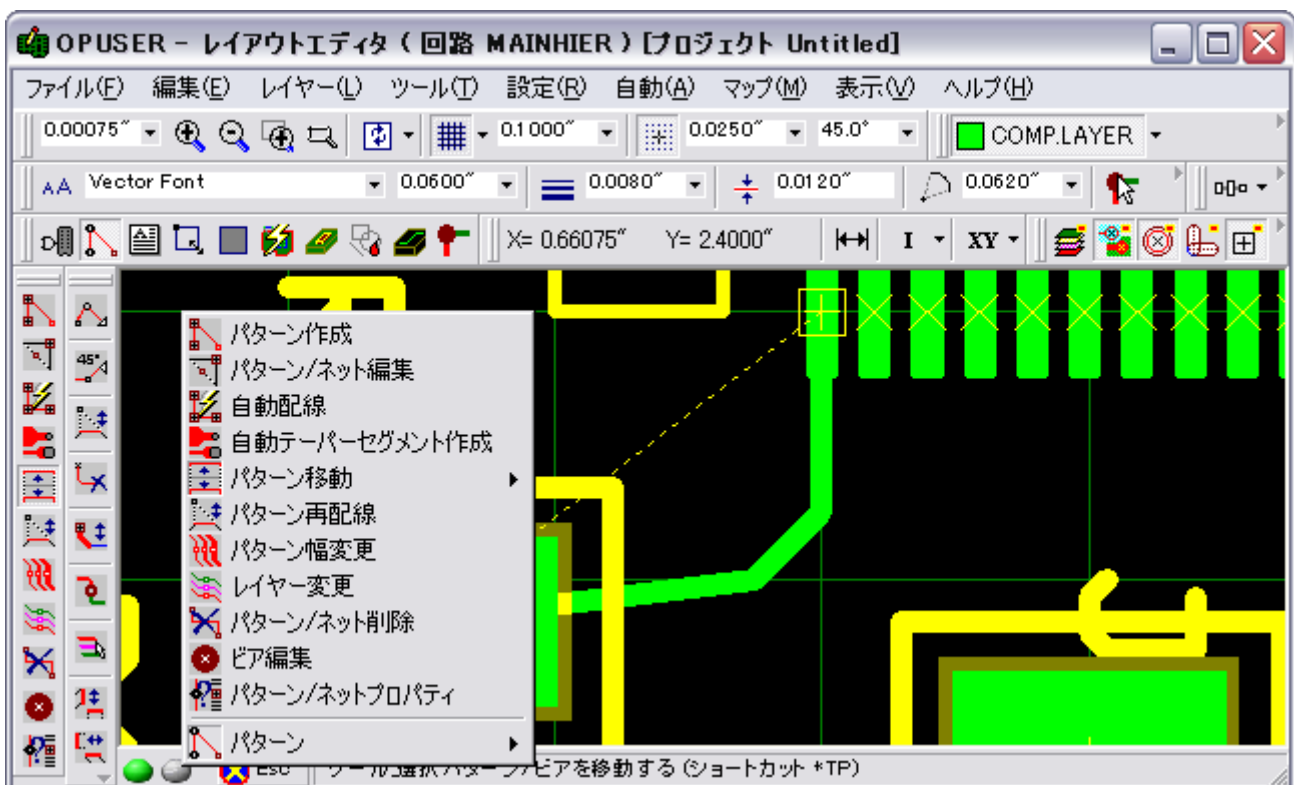 OPUSER - レイアウトエディタ ( 回路 MAINHIER ) [プロジェクト Untitled]
ファイル(F) 編集(E) レイヤー(L) ツール(T) 設定(R) 自動(A) マップ(M) 表示(V) ヘルプ(H)
0.00075" 0.1000" 0.0250" 45.0° COMP.LAYER
AA Vector Font 0.0600" 0.0080" 0.0120" 0.0620"
X= 0.66075" Y= 2.4000" I XY
45°
パターン作成
パターン/ネット編集
自動配線
自動テーパーセグメント作成
パターン移動
パターン再配線
パターン幅変更
レイヤー変更
パターン/ネット削除
ビア編集
パターン/ネットプロパティ
パターン
Esc ツール選択 パターン/ビアを移動する (ショートカット *TP)